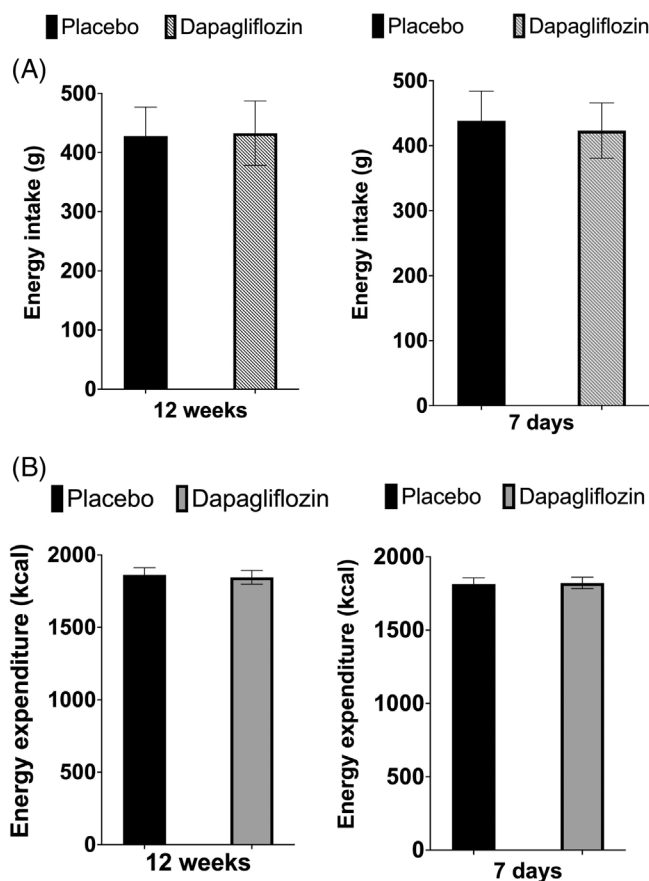 Placebo Dapagliflozin
Placebo Dapagliflozin
(A)
Energy intake (g)
500
400
300
200
100
0
12 weeks
Energy intake (g)
500
400
300
200
100
0
7 days
(B)
Placebo Dapagliflozin
Placebo Dapagliflozin
Energy expenditure (kcal)
2000
1500
1000
500
0
12 weeks
Energy expenditure (kcal)
2000
1500
1000
500
0
7 days